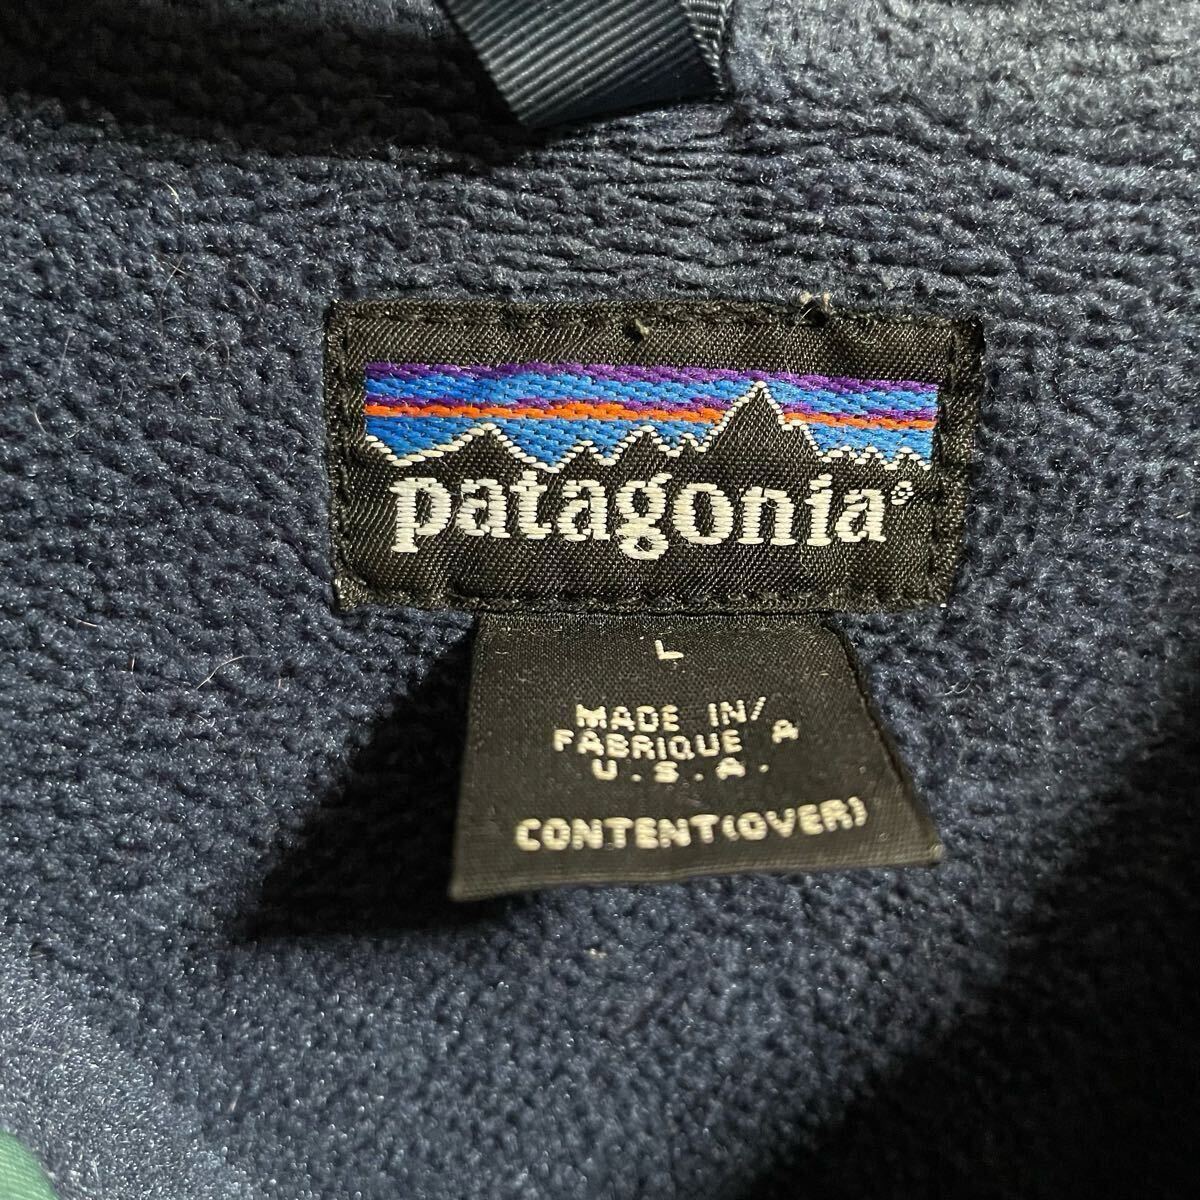 patagonia®
L
MADE IN/
FABRIQUE A
U.S.A.
CONTENT(OVER)